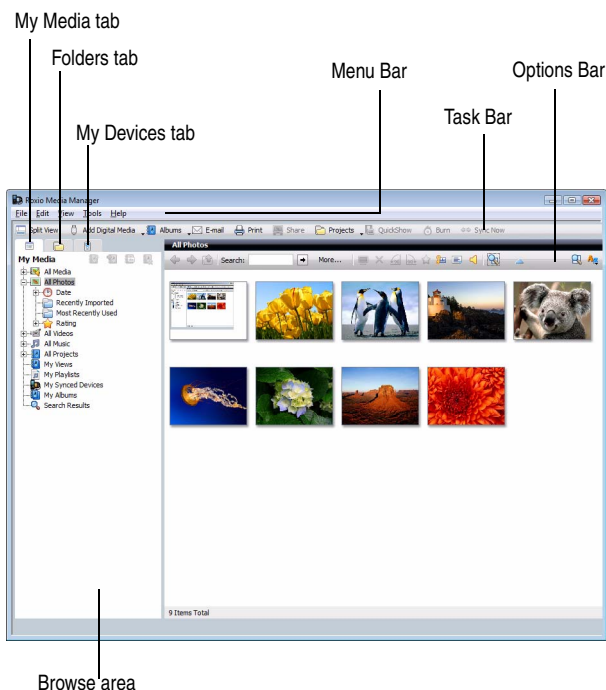 My Media tab
Folders tab
Menu Bar
Options Bar
Task Bar
My Devices tab
Roxio Media Manager
File Edit View Tools Help
Split View Add Digital Media Albums E-mail Print Share Projects QuickShow Burn Sync Now
All Photos
My Media
Search: More...
All Media
All Photos
Date
Recently Imported
Most Recently Used
Rating
All Videos
All Music
All Projects
My Views
My Playlists
My Synced Devices
My Albums
Search Results
9 Items Total
Browse area